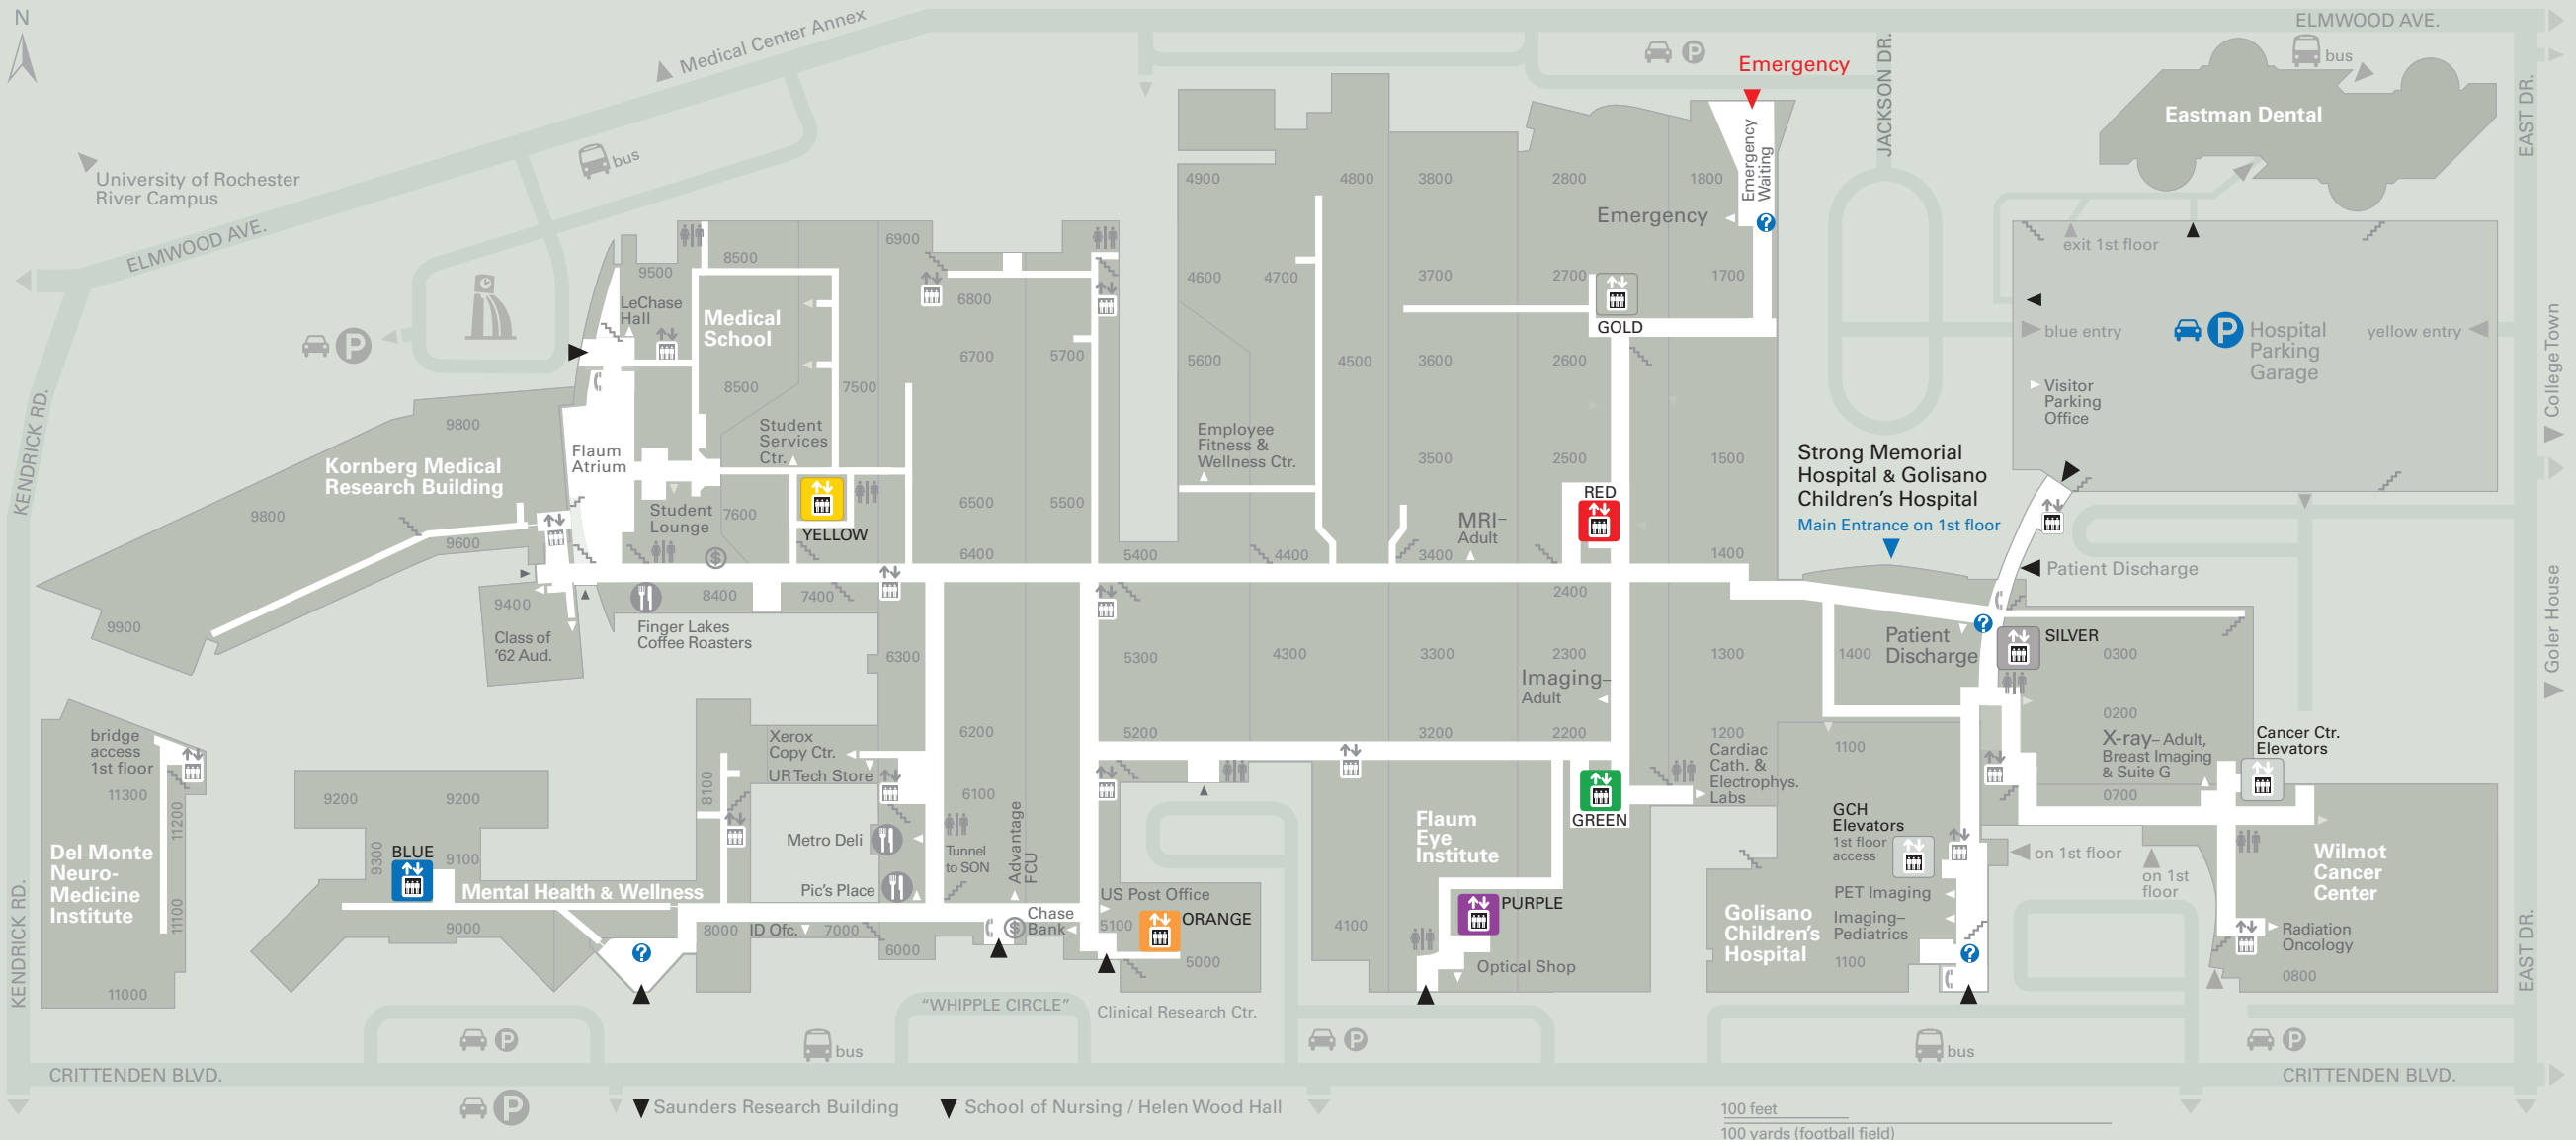 N
Medical Center Annex
ELMWOOD AVE.
JACKSON DR.
EAST DR.
bus
Eastman Dental
Emergency
Emergency
Waiting
Emergency
University of Rochester
River Campus
bus
ELMWOOD AVE.
4900
4800
3800
2800
1800
6900
8500
9500
6800
4600
4700
3700
2700
1700
GOLD
LeChase
Hall
Medical
School
exit 1st floor
blue entry
P
Hospital
Parking
Garage
yellow entry
Visitor
Parking
Office
College Town
KENDRICK RD.
P
6700
5700
5600
4500
3600
2600
8500
7500
9800
Student
Services
Ctr.
Employee
Fitness &
Wellness Ctr.
3500
2500
1500
Flaum
Atrium
Kornberg Medical
Research Building
Strong Memorial
Hospital & Golisano
Children's Hospital
Main Entrance on 1st floor
RED
9800
Student
Lounge
7600
YELLOW
6500
5500
MRI–
Adult
9600
6400
5400
4400
3400
1400
Patient Discharge
9400
8400
7400
2400
9900
Class of
'62 Aud.
Finger Lakes
Coffee Roasters
6300
5300
4300
3300
2300
1300
1400
Patient
Discharge
SILVER
0300
Goler House
Imaging–
Adult
0200
bridge
access
1st floor
11300
11200
11100
Xerox
Copy Ctr.
UR Tech Store
6200
5200
3200
2200
1200
1100
Cardiac
Cath. &
Electrophys.
Labs
X-ray– Adult,
Breast Imaging
& Suite G
0700
Cancer Ctr.
Elevators
9200
9200
8100
6100
GREEN
GCH
Elevators
1st floor
access
on 1st floor
on 1st
floor
Del Monte
Neuro-
Medicine
Institute
BLUE
9300
9100
Metro Deli
Tunnel
to SON
Advantage
FCU
Flaum
Eye
Institute
Wilmot
Cancer
Center
Mental Health & Wellness
Pic's Place
US Post Office
ORANGE
PURPLE
PET Imaging
Imaging–
Pediatrics
Golisano
Children's
Hospital
9000
8000
ID Ofc.
7000
6000
Chase
Bank
5100
5000
4100
Optical Shop
1100
Radiation
Oncology
0800
11000
KENDRICK RD.
EAST DR.
"WHIPPLE CIRCLE"
Clinical Research Ctr.
P
bus
P
bus
P
CRITTENDEN BLVD.
CRITTENDEN BLVD.
P
Saunders Research Building
School of Nursing / Helen Wood Hall
100 feet
100 yards (football field)